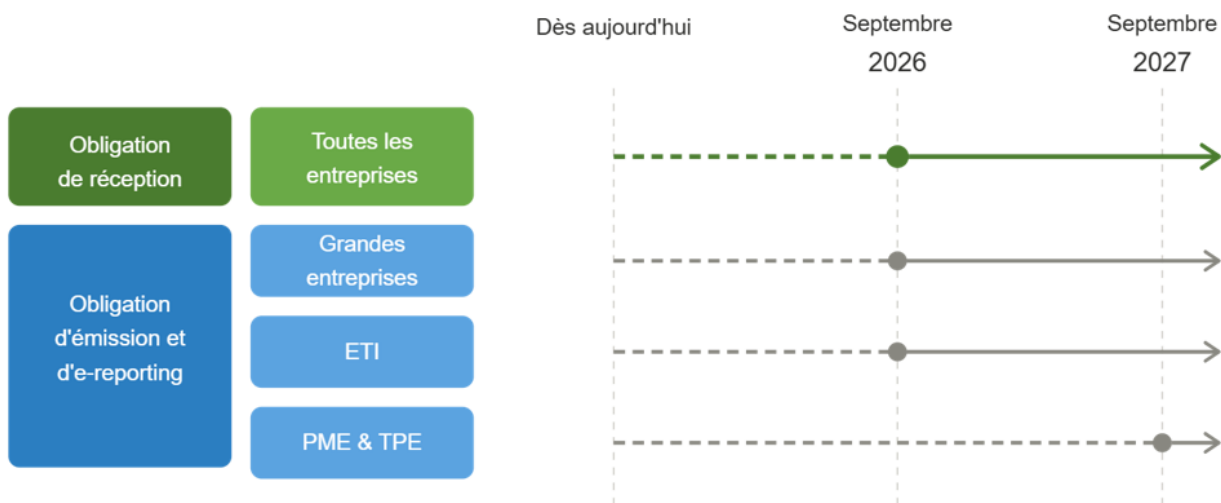 Dès aujourd'hui
Septembre
2026
Septembre
2027
Obligation
de réception
Toutes les
entreprises
Obligation
d'émission et
d'e-reporting
Grandes
entreprises
ETI
PME & TPE